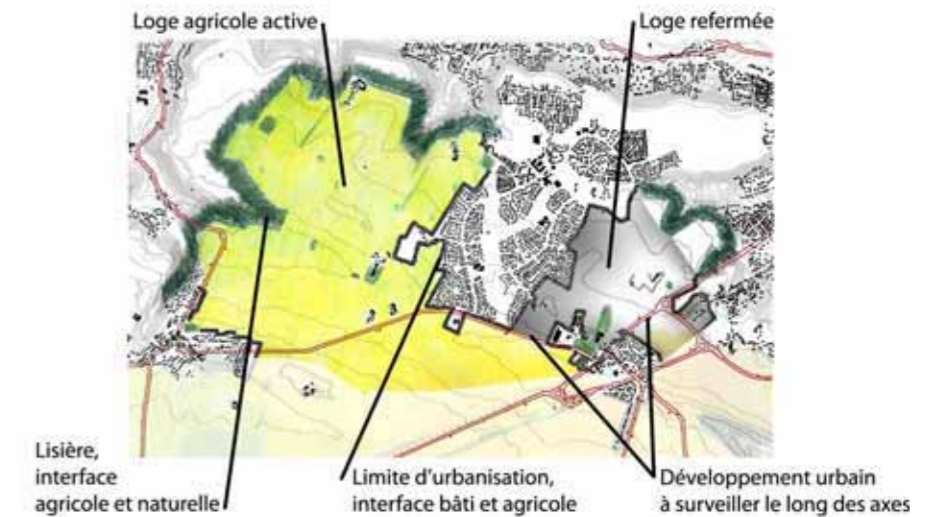 Loge agricole active
Loge refermée
Lisière,
interface
agricole et naturelle
Limite d'urbanisation,
interface bâti et agricole
Développement urbain
à surveiller le long des axes